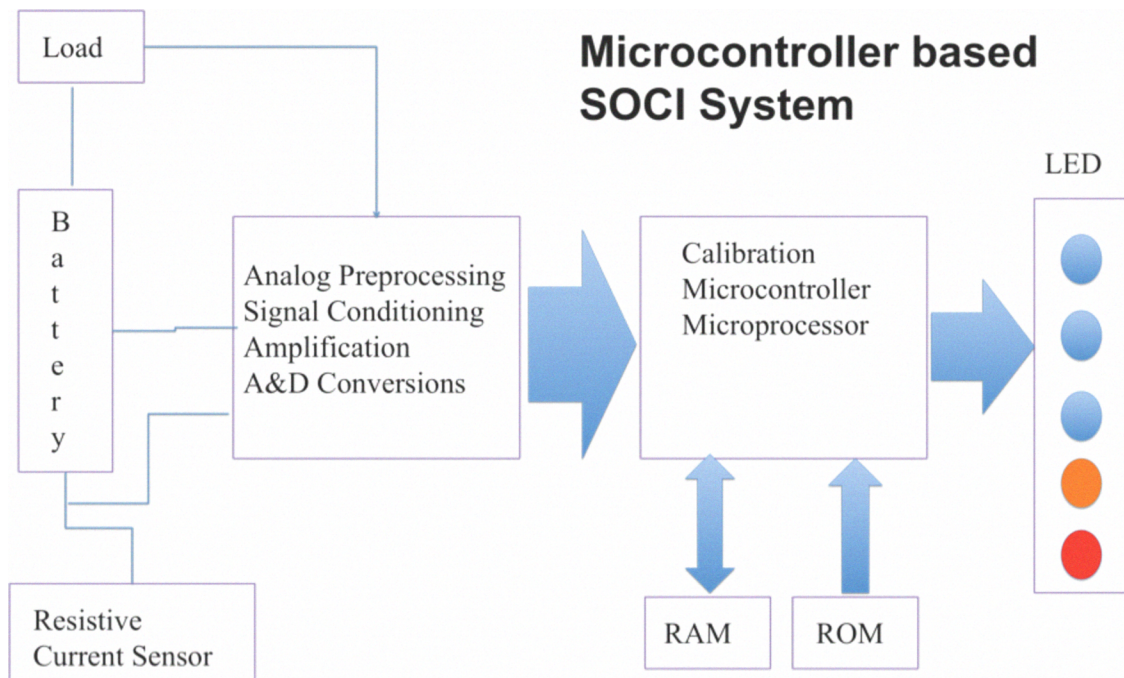 Load
Microcontroller based
SOCI System
LED
B
a
t
t
e
r
y
Analog Preprocessing
Signal Conditioning
Amplification
A&D Conversions
Calibration
Microcontroller
Microprocessor
Resistive
Current Sensor
RAM
ROM